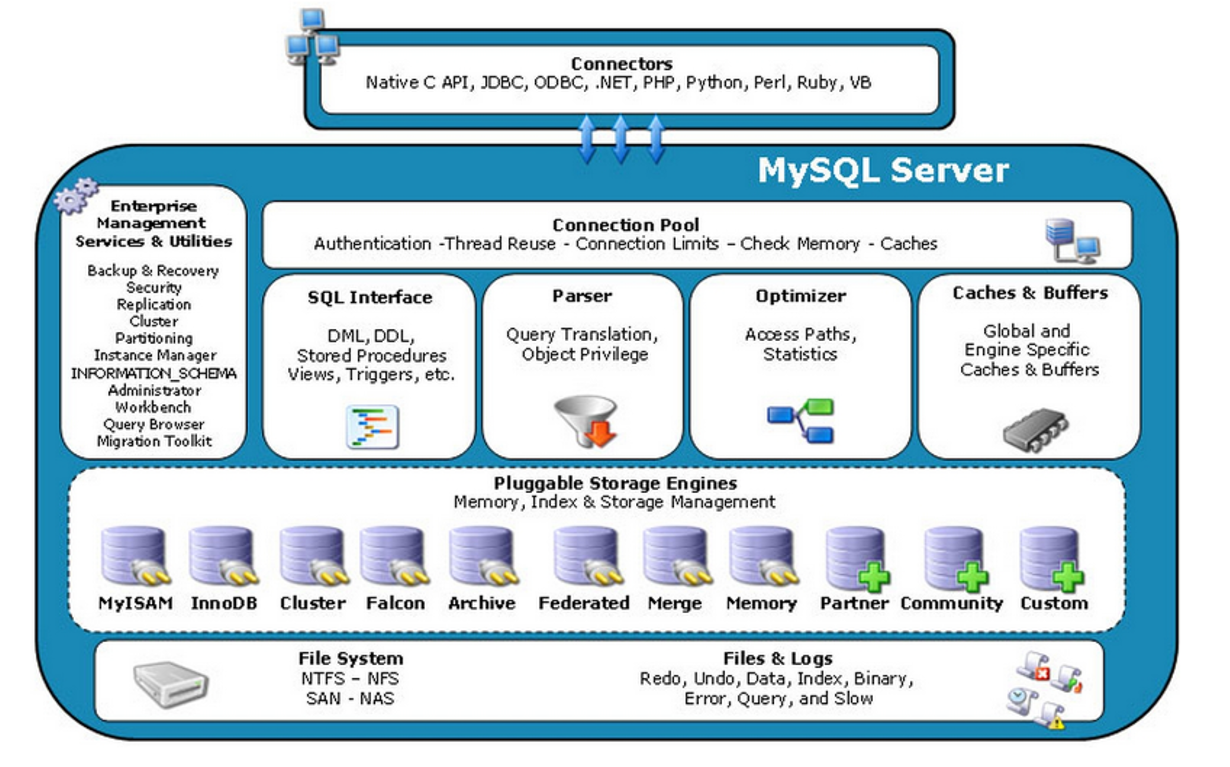 Connectors
Native C API, JDBC, ODBC, .NET, PHP, Python, Perl, Ruby, VB
MySQL Server
Enterprise
Management
Services & Utilities
Backup & Recovery
Security
Replication
Cluster
Partitioning
Instance Manager
INFORMATION_SCHEMA
Administrator
Workbench
Query Browser
Migration Toolkit
Connection Pool
Authentication -Thread Reuse - Connection Limits – Check Memory - Caches
SQL Interface
DML, DDL,
Stored Procedures
Views, Triggers, etc.
Parser
Query Translation,
Object Privilege
Optimizer
Access Paths,
Statistics
Caches & Buffers
Global and
Engine Specific
Caches & Buffers
Pluggable Storage Engines
Memory, Index & Storage Management
MyISAM InnoDB Cluster Falcon Archive Federated Merge Memory Partner Community Custom
File System
NTFS – NFS
SAN - NAS
Files & Logs
Redo, Undo, Data, Index, Binary,
Error, Query, and Slow